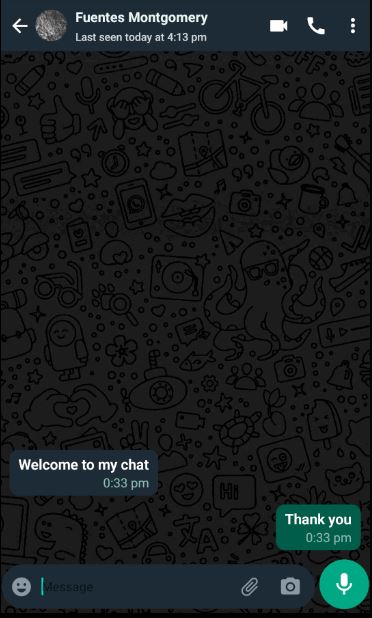 Fuentes Montgomery
Last seen today at 4:13 pm
Welcome to my chat
0:33 pm
Hi
Thank you
0:33 pm
Message